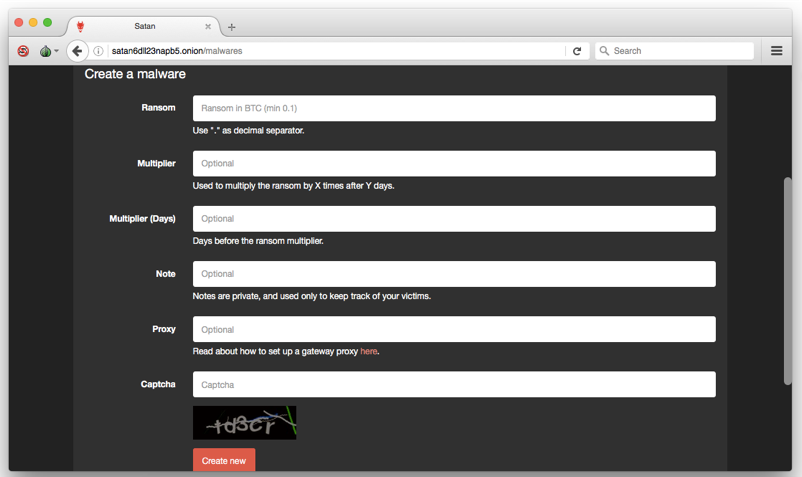 Satan
satan6dll23napb5.onion/malwares
Search
Create a malware
Ransom
Ransom in BTC (min 0.1)
Use "." as decimal separator.
Multiplier
Optional
Used to multiply the ransom by X times after Y days.
Multiplier (Days)
Optional
Days before the ransom multiplier.
Note
Optional
Notes are private, and used only to keep track of your victims.
Proxy
Optional
Read about how to set up a gateway proxy here.
Captcha
Captcha
Create new